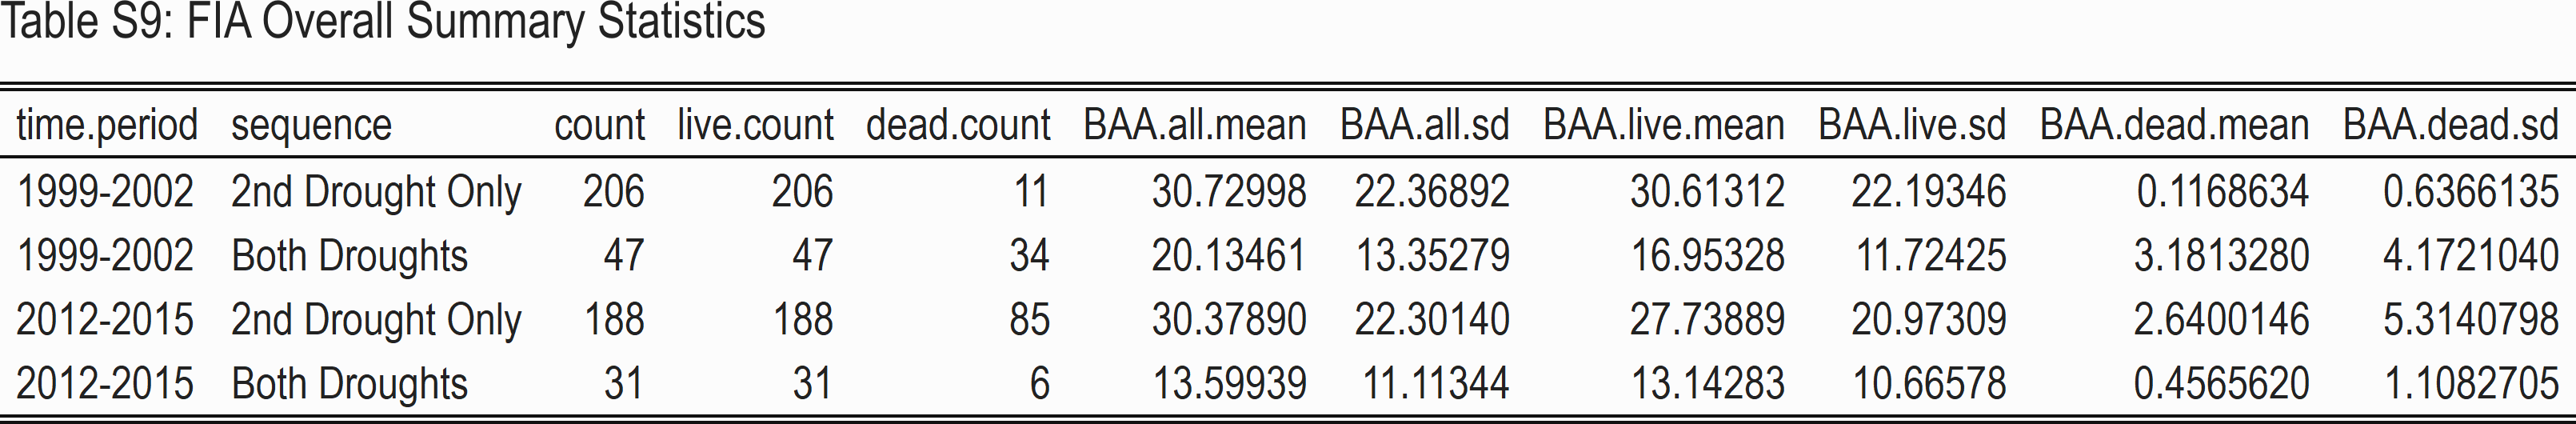 Table S9: FIA Overall Summary Statistics
time.period sequence count live.count dead.count BAA.all.mean BAA.all.sd BAA.live.mean BAA.live.sd BAA.dead.mean BAA.dead.sd
1999-2002 2nd Drought Only 206 206 11 30.72998 22.36892 30.61312 22.19346 0.1168634 0.6366135
1999-2002 Both Droughts 47 47 34 20.13461 13.35279 16.95328 11.72425 3.1813280 4.1721040
2012-2015 2nd Drought Only 188 188 85 30.37890 22.30140 27.73889 20.97309 2.6400146 5.3140798
2012-2015 Both Droughts 31 31 6 13.59939 11.11344 13.14283 10.66578 0.4565620 1.1082705